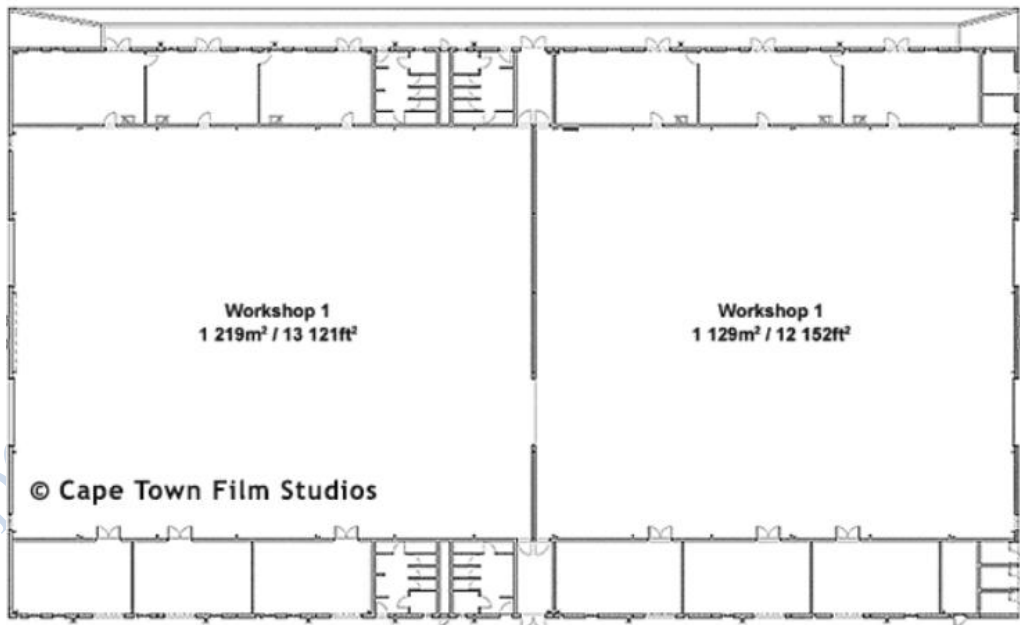 Workshop 1
1 219m² / 13 121ft²
Workshop 1
1 129m² / 12 152ft²
© Cape Town Film Studios